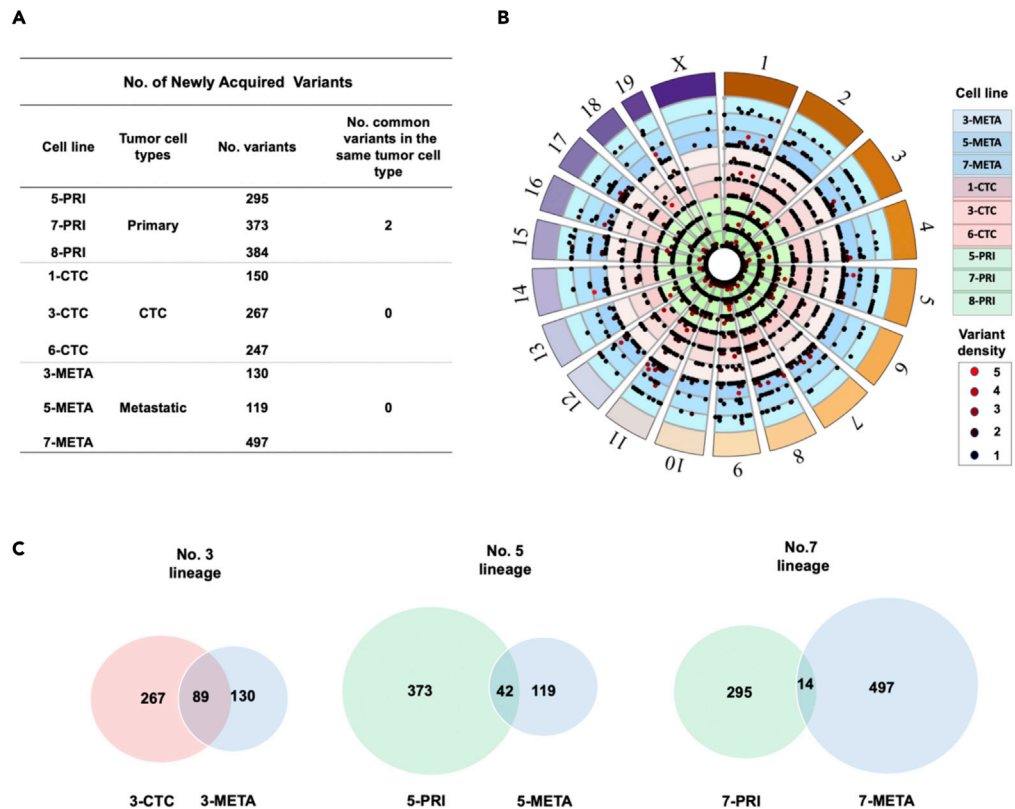 A
No. of Newly Acquired Variants
Cell line
Tumor cell
types
No. variants
No. common
variants in the
same tumor cell
type
5-PRI 295
7-PRI Primary 373 2
8-PRI 384
1-CTC 150
3-CTC CTC 267 0
6-CTC 247
3-META 130
5-META Metastatic 119 0
7-META 497
B
1
2
3
4
5
6
7
8
9
10
11
12
13
14
15
16
17
18
19
X
Cell line
3-META
5-META
7-META
1-CTC
3-CTC
6-CTC
5-PRI
7-PRI
8-PRI
Variant
density
5
4
3
2
1
C
No. 3
lineage
267 89 130
3-CTC 3-META
No. 5
lineage
373 42 119
5-PRI 5-META
No.7
lineage
295 14 497
7-PRI 7-META